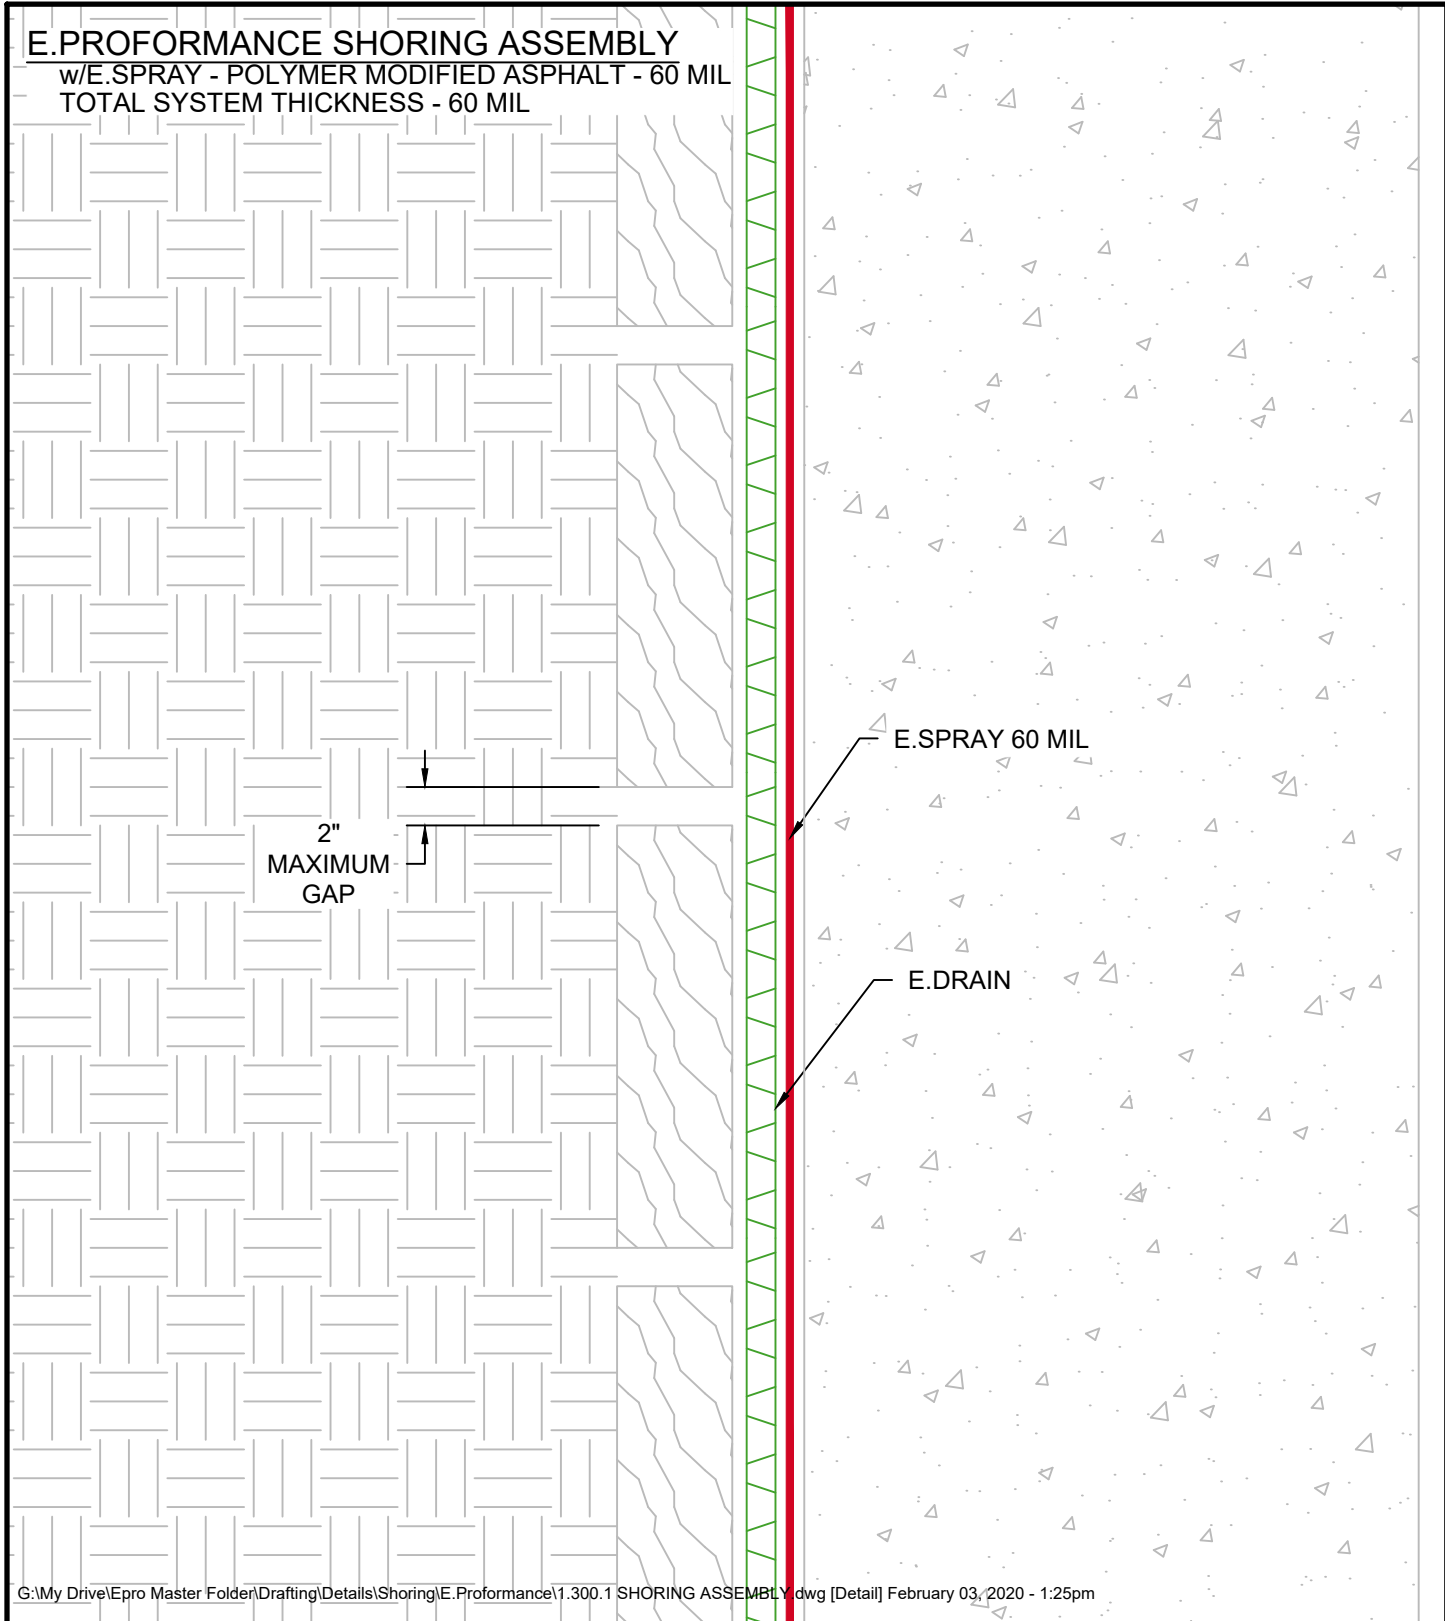 E.PROFORMANCE SHORING ASSEMBLY
w/E.SPRAY - POLYMER MODIFIED ASPHALT - 60 MIL
TOTAL SYSTEM THICKNESS - 60 MIL
E.SPRAY 60 MIL
2"
MAXIMUM
GAP
E.DRAIN
G:\My Drive\Epro Master Folder\Drafting\Details\Shoring\E.Proformance\1.300.1 SHORING ASSEMBLY.dwg [Detail] February 03, 2020 - 1:25pm